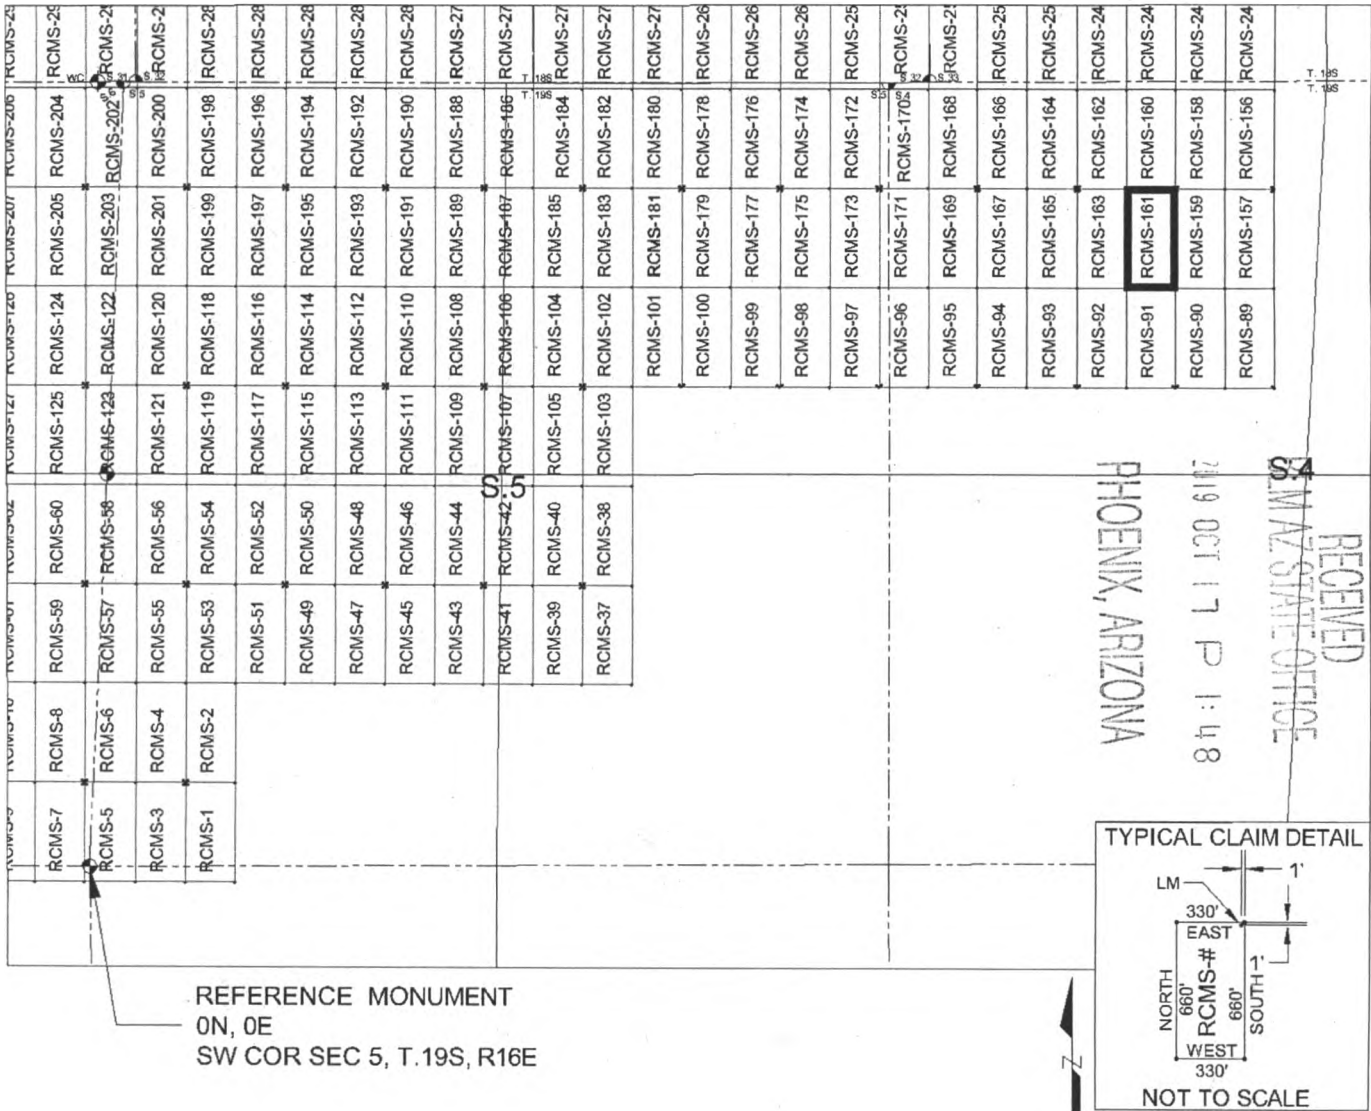 WC S.31 S.32 S.32 S.33
T. 18S T. 18S
T. 19S T. 19S
S.6 S.5 S.5 S.4
RCMS-204 RCMS-202 RCMS-200 RCMS-198 RCMS-196 RCMS-194 RCMS-192 RCMS-190 RCMS-188 RCMS-186 RCMS-184 RCMS-182 RCMS-180 RCMS-178 RCMS-176 RCMS-174 RCMS-172 RCMS-170 RCMS-168 RCMS-166 RCMS-164 RCMS-162 RCMS-160 RCMS-158 RCMS-156
RCMS-205 RCMS-203 RCMS-201 RCMS-199 RCMS-197 RCMS-195 RCMS-193 RCMS-191 RCMS-189 RCMS-187 RCMS-185 RCMS-183 RCMS-181 RCMS-179 RCMS-177 RCMS-175 RCMS-173 RCMS-171 RCMS-169 RCMS-167 RCMS-165 RCMS-163 RCMS-161 RCMS-159 RCMS-157
RCMS-124 RCMS-122 RCMS-120 RCMS-118 RCMS-116 RCMS-114 RCMS-112 RCMS-110 RCMS-108 RCMS-106 RCMS-104 RCMS-102 RCMS-101 RCMS-100 RCMS-99 RCMS-98 RCMS-97 RCMS-96 RCMS-95 RCMS-94 RCMS-93 RCMS-92 RCMS-91 RCMS-90 RCMS-89
RCMS-125 RCMS-123 RCMS-121 RCMS-119 RCMS-117 RCMS-115 RCMS-113 RCMS-111 RCMS-109 RCMS-107 RCMS-105 RCMS-103
S.5 S.4
RCMS-60 RCMS-58 RCMS-56 RCMS-54 RCMS-52 RCMS-50 RCMS-48 RCMS-46 RCMS-44 RCMS-42 RCMS-40 RCMS-38
RCMS-59 RCMS-57 RCMS-55 RCMS-53 RCMS-51 RCMS-49 RCMS-47 RCMS-45 RCMS-43 RCMS-41 RCMS-39 RCMS-37
RCMS-8 RCMS-6 RCMS-4 RCMS-2
RCMS-7 RCMS-5 RCMS-3 RCMS-1
RECEIVED
BLM AZ STATE OFFICE
2019 OCT 17 P 1:48
PHOENIX, ARIZONA
REFERENCE MONUMENT
0N, 0E
SW COR SEC 5, T.19S, R16E
N
TYPICAL CLAIM DETAIL
1'
LM
330'
EAST
1'
NORTH
660'
RCMS-#
660'
SOUTH
WEST
330'
NOT TO SCALE